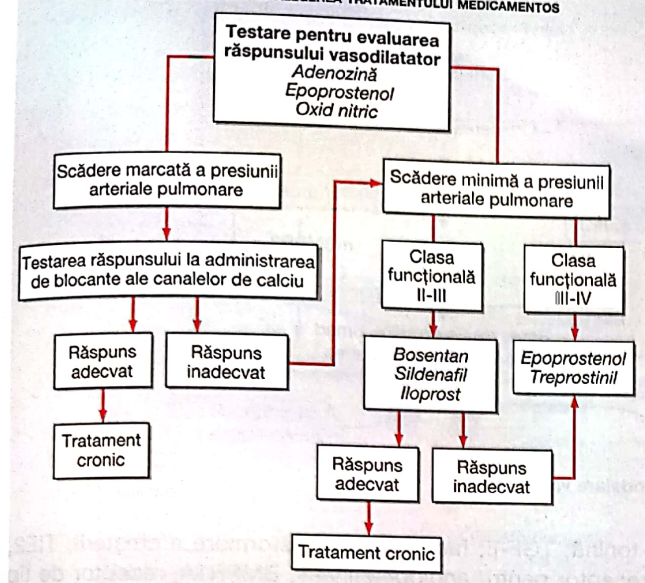 TRATAMENTULUI MEDICAMENTOS
Testare pentru evaluarea
răspunsului vasodilatator
Adenozină
Epoprostenol
Oxid nitric
Scădere marcată a presiunii
arteriale pulmonare
Scădere minimă a presiunii
arteriale pulmonare
Testarea răspunsului la administrarea
de blocante ale canalelor de calciu
Clasa
funcțională
II-III
Clasa
funcțională
III-IV
Răspuns
adecvat
Răspuns
inadecvat
Bosentan
Sildenafil
Iloprost
Epoprostenol
Treprostinil
Tratament
cronic
Răspuns
adecvat
Răspuns
inadecvat
Tratament cronic